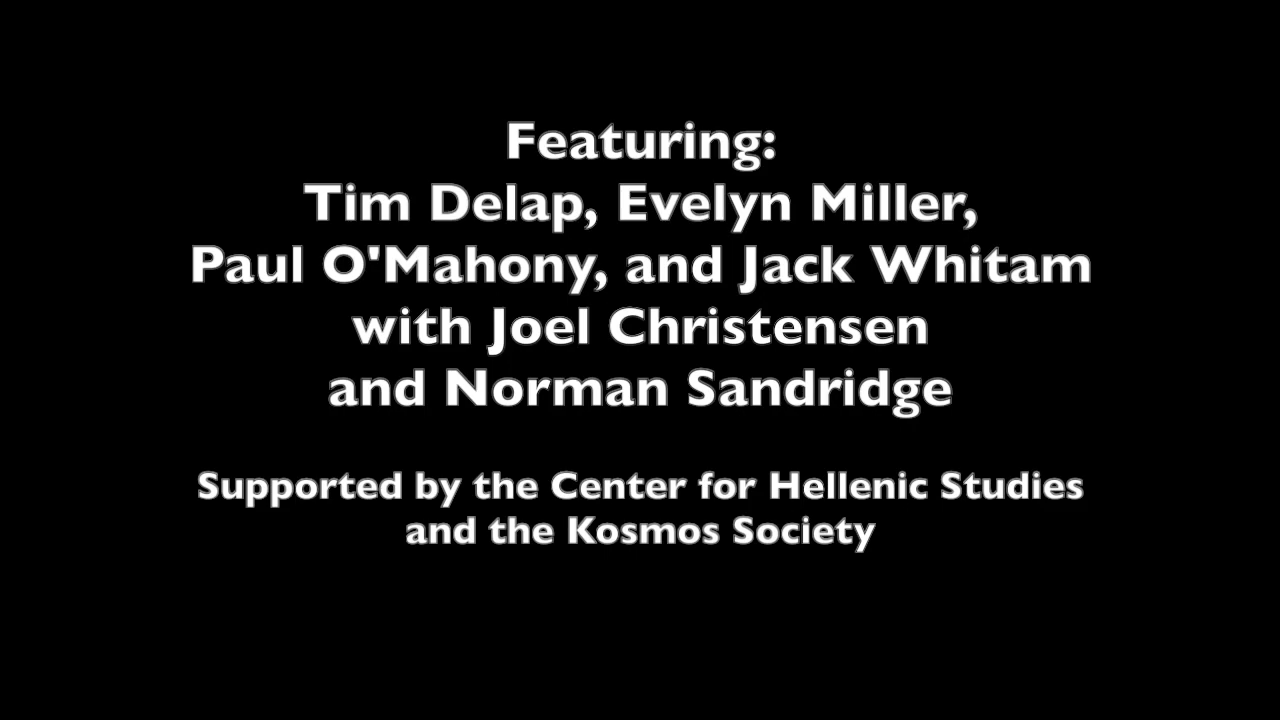 Featuring:
Tim Delap, Evelyn Miller,
Paul O'Mahony, and Jack Whitam
with Joel Christensen
and Norman Sandridge
Supported by the Center for Hellenic Studies
and the Kosmos Society